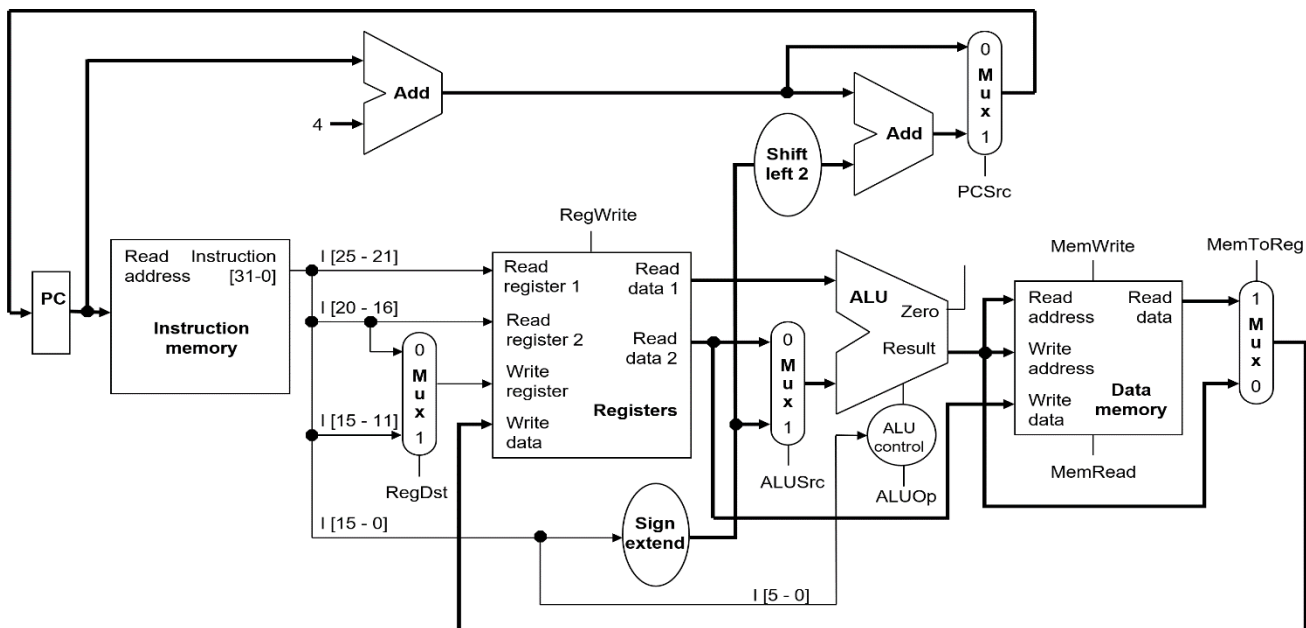 0
M
u
x
1
PCSrc
Add
4
Add
Shift
left 2
RegWrite
MemWrite
MemToReg
PC
Read Instruction
address [31-0]
Instruction
memory
I [25 - 21]
I [20 - 16]
I [15 - 11]
I [15 - 0]
0
M
u
x
1
RegDst
Read
register 1
Read
register 2
Write
register
Write
data
Read
data 1
Read
data 2
Registers
Sign
extend
0
M
u
x
1
ALUSrc
ALU
Zero
Result
ALU
control
ALUOp
I [5 - 0]
Read
address
Write
address
Write
data
Read
data
Data
memory
MemRead
1
M
u
x
0